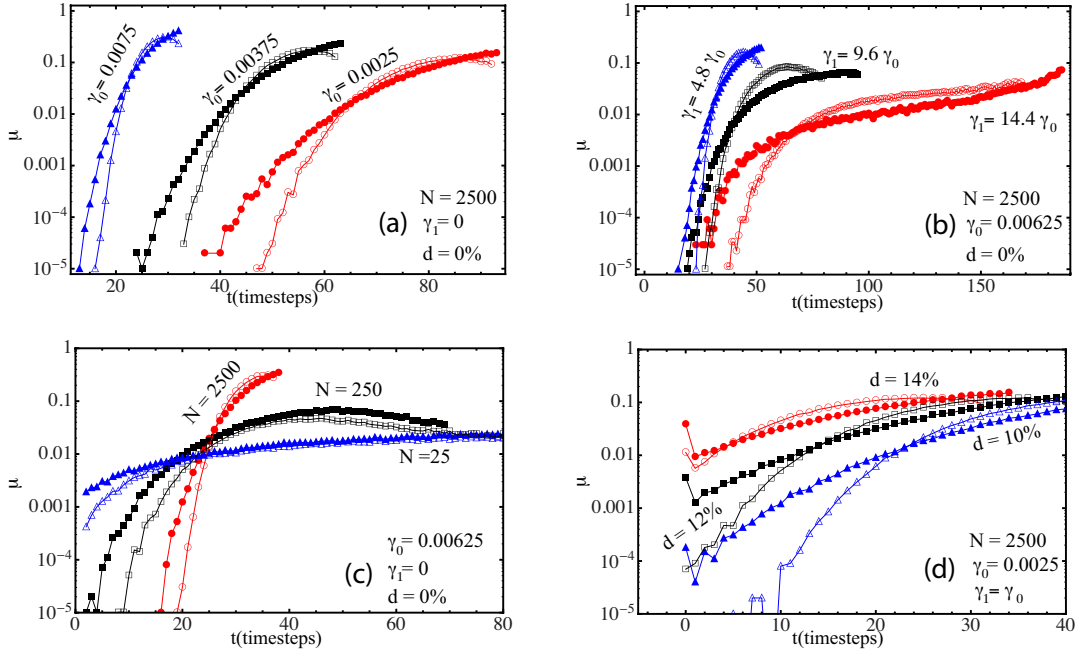 1
0.1
0.01
0.001
10⁻⁴
10⁻⁵
μ
γ₀= 0.0075
γ₀= 0.00375
γ₀= 0.0025
N = 2500
γ₁= 0
d = 0%
(a)
20
40
60
80
t(timesteps)
1
0.1
0.01
0.001
10⁻⁴
10⁻⁵
μ
γ₁= 4.8 γ₀
γ₁= 9.6 γ₀
γ₁= 14.4 γ₀
N = 2500
γ₀= 0.00625
d = 0%
(b)
0
50
100
150
t(timesteps)
1
0.1
0.01
0.001
10⁻⁴
10⁻⁵
μ
N = 2500
N = 250
N = 25
γ₀= 0.00625
γ₁= 0
d = 0%
(c)
0
20
40
60
80
t(timesteps)
1
0.1
0.01
0.001
10⁻⁴
10⁻⁵
μ
d = 14%
d = 10%
d = 12%
N = 2500
γ₀= 0.0025
γ₁= γ₀
(d)
0
10
20
30
40
t(timesteps)